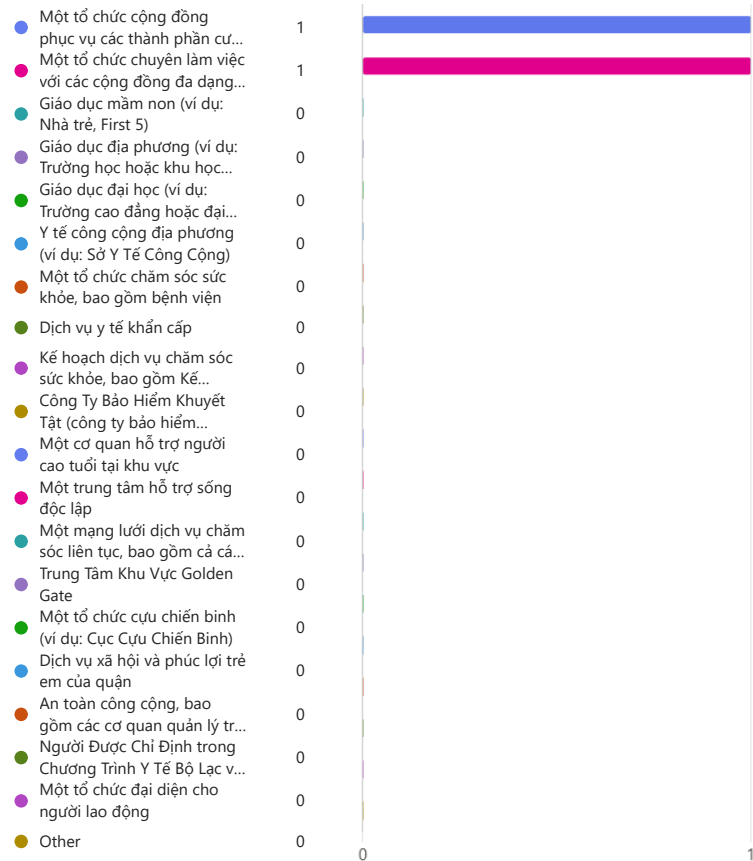 Một tổ chức cộng đồng
phục vụ các thành phần cư...
1
Một tổ chức chuyên làm việc
với các cộng đồng đa dạng...
1
Giáo dục mầm non (ví dụ:
Nhà trẻ, First 5)
0
Giáo dục địa phương (ví dụ:
Trường học hoặc khu học...
0
Giáo dục đại học (ví dụ:
Trường cao đẳng hoặc đại...
0
Y tế công cộng địa phương
(ví dụ: Sở Y Tế Công Cộng)
0
Một tổ chức chăm sóc sức
khỏe, bao gồm bệnh viện
0
Dịch vụ y tế khẩn cấp
0
Kế hoạch dịch vụ chăm sóc
sức khỏe, bao gồm Kế...
0
Công Ty Bảo Hiểm Khuyết
Tật (công ty bảo hiểm...
0
Một cơ quan hỗ trợ người
cao tuổi tại khu vực
0
Một trung tâm hỗ trợ sống
độc lập
0
Một mạng lưới dịch vụ chăm
sóc liên tục, bao gồm cả cá...
0
Trung Tâm Khu Vực Golden
Gate
0
Một tổ chức cựu chiến binh
(ví dụ: Cục Cựu Chiến Binh)
0
Dịch vụ xã hội và phúc lợi trẻ
em của quận
0
An toàn công cộng, bao
gồm các cơ quan quản lý tr...
0
Người Được Chỉ Định trong
Chương Trình Y Tế Bộ Lạc v...
0
Một tổ chức đại diện cho
người lao động
0
Other
0
0
1